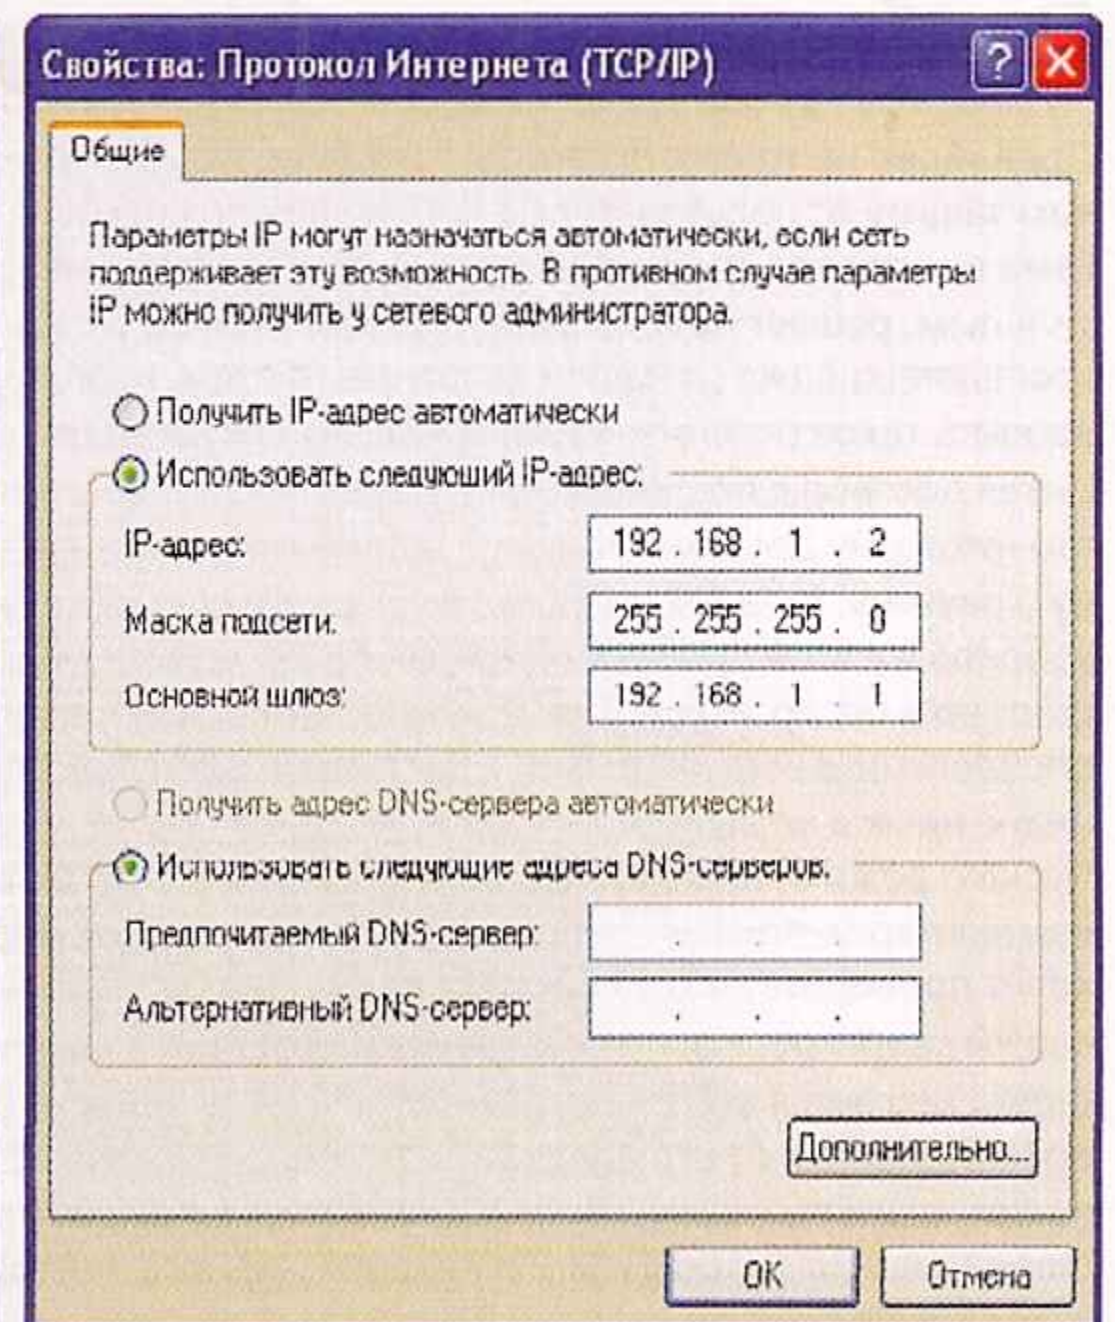 Свойства: Протокол Интернета (TCP/IP)
?
Общие
Параметры IP могут назначаться автоматически, если сеть
поддерживает эту возможность. В противном случае параметры
IP можно получить у сетевого администратора.
Получить IP-адрес автоматически
Использовать следующий IP-адрес:
IP-адрес: 192 . 168 . 1 . 2
Маска подсети: 255 . 255 . 255 . 0
Основной шлюз: 192 . 168 . 1 1
Получить адрес DNS-сервера автоматически
Использовать следующие адреса DNS-серверов:
Предпочитаемый DNS-сервер:
Альтернативный DNS-сервер:
Дополнительно...
OK Отмена